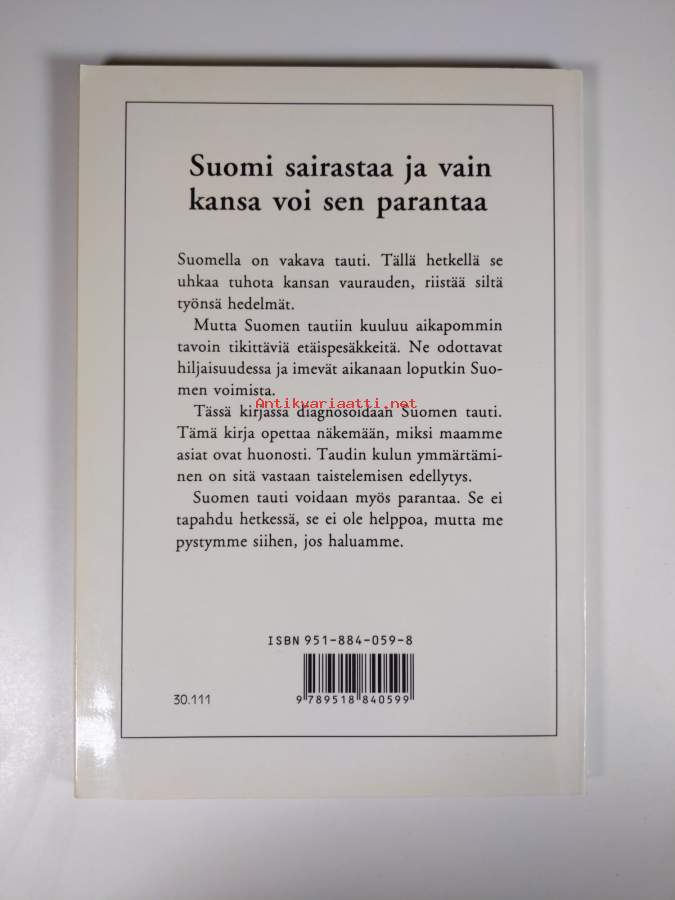 Suomi sairastaa ja vain
kansa voi sen parantaa
Suomella on vakava tauti. Tällä hetkellä se
uhkaa tuhota kansan vaurauden, riistää siltä
työnsä hedelmät.
Mutta Suomen tautiin kuuluu aikapommin
tavoin tikittäviä etäispesäkkeitä. Ne odottavat
hiljaisuudessa ja imevät aikanaan loputkin Suo-
men voimista.
Antikvariaatti.net
Tässä kirjassa diagnosoidaan Suomen tauti.
Tämä kirja opettaa näkemään, miksi maamme
asiat ovat huonosti. Taudin kulun ymmärtämi-
nen on sitä vastaan taistelemisen edellytys.
Suomen tauti voidaan myös parantaa. Se ei
tapahdu hetkessä, se ei ole helppoa, mutta me
pystymme siihen, jos haluamme.
ISBN 951-884-059-8
30.111
9 789518 840599